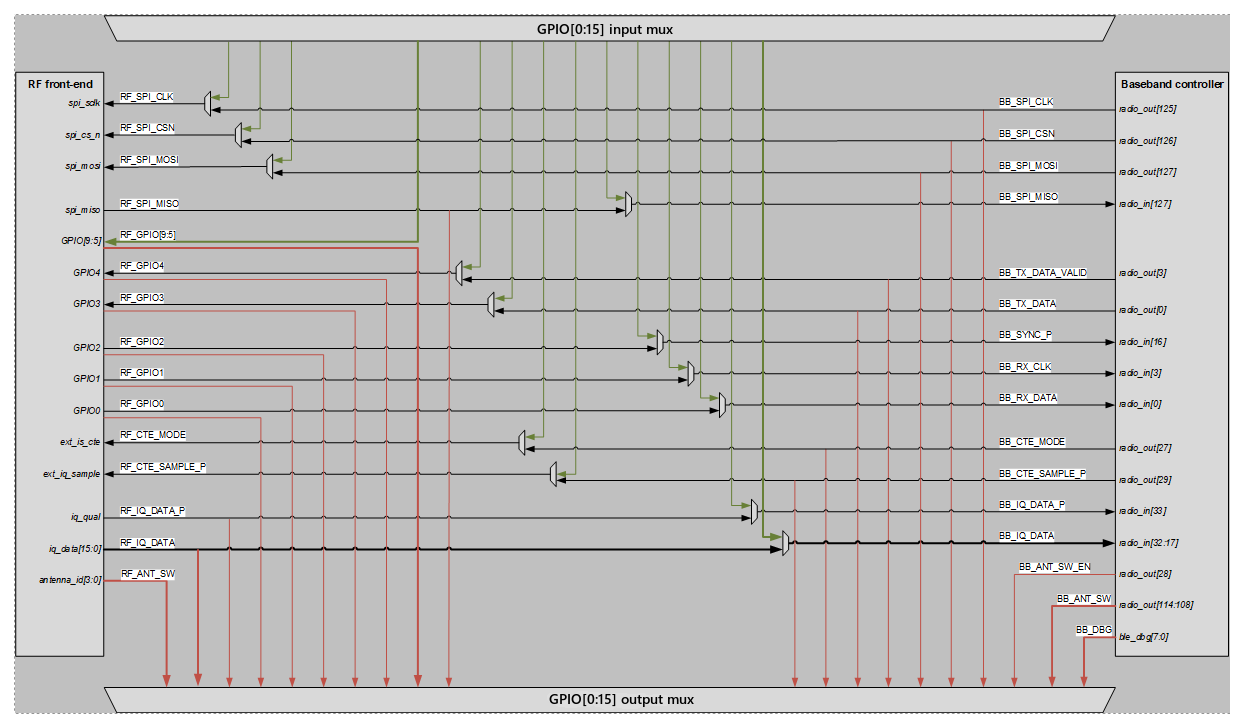 GPIO[0:15] input mux
RF front-end
Baseband controller
spi_sdk
RF_SPI_CLK
BB_SPI_CLK
radio_out[125]
spi_cs_n
RF_SPI_CSN
BB_SPI_CSN
radio_out[126]
spi_mosi
RF_SPI_MOSI
BB_SPI_MOSI
radio_out[127]
spi_miso
RF_SPI_MISO
BB_SPI_MISO
radio_in[127]
GPIO[9:5]
RF_GPIO[9:5]
GPIO4
RF_GPIO4
BB_TX_DATA_VALID
radio_out[3]
GPIO3
RF_GPIO3
BB_TX_DATA
radio_out[0]
GPIO2
RF_GPIO2
BB_SYNC_P
radio_in[16]
GPIO1
RF_GPIO1
BB_RX_CLK
radio_in[3]
GPIO0
RF_GPIO0
BB_RX_DATA
radio_in[0]
ext_is_cte
RF_CTE_MODE
BB_CTE_MODE
radio_out[27]
ext_iq_sample
RF_CTE_SAMPLE_P
BB_CTE_SAMPLE_P
radio_out[29]
iq_qual
RF_IQ_DATA_P
BB_IQ_DATA_P
radio_in[33]
iq_data[15:0]
RF_IQ_DATA
BB_IQ_DATA
radio_in[32:17]
antenna_id[3:0]
RF_ANT_SW
BB_ANT_SW_EN
radio_out[28]
BB_ANT_SW
radio_out[114:108]
BB_DBG
ble_dbg[7:0]
GPIO[0:15] output mux